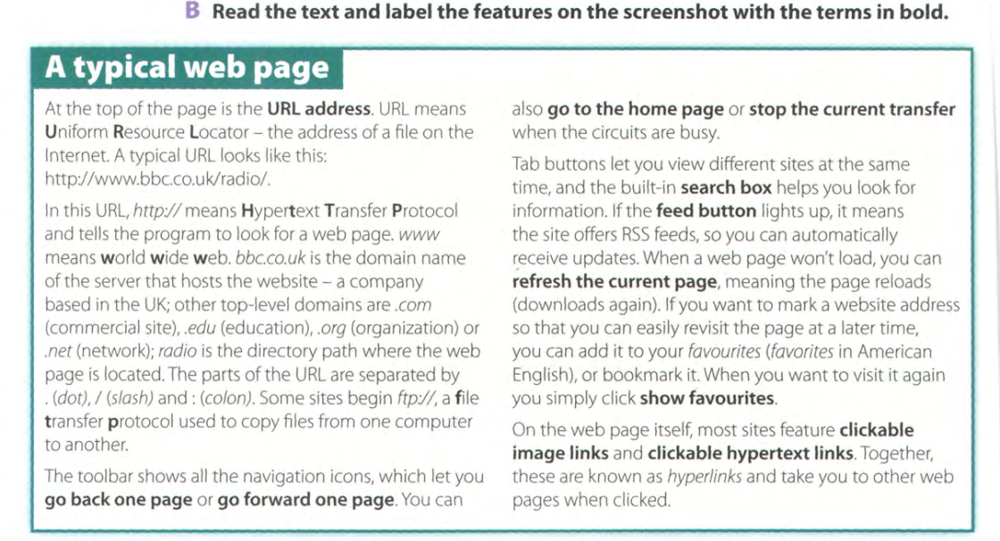 B Read the text and label the features on the screenshot with the terms in bold.
A typical web page
At the top of the page is the URL address. URL means
Uniform Resource Locator – the address of a file on the
Internet. A typical URL looks like this:
http://www.bbc.co.uk/radio/.
In this URL, http:// means Hypertext Transfer Protocol
and tells the program to look for a web page. www
means world wide web. bbc.co.uk is the domain name
of the server that hosts the website – a company
based in the UK; other top-level domains are .com
(commercial site), .edu (education), .org (organization) or
.net (network); radio is the directory path where the web
page is located. The parts of the URL are separated by
. (dot), / (slash) and : (colon). Some sites begin ftp://, a file
transfer protocol used to copy files from one computer
to another.
The toolbar shows all the navigation icons, which let you
go back one page or go forward one page. You can
also go to the home page or stop the current transfer
when the circuits are busy.
Tab buttons let you view different sites at the same
time, and the built-in search box helps you look for
information. If the feed button lights up, it means
the site offers RSS feeds, so you can automatically
receive updates. When a web page won't load, you can
refresh the current page, meaning the page reloads
(downloads again). If you want to mark a website address
so that you can easily revisit the page at a later time,
you can add it to your favourites (favorites in American
English), or bookmark it. When you want to visit it again
you simply click show favourites.
On the web page itself, most sites feature clickable
image links and clickable hypertext links. Together,
these are known as hyperlinks and take you to other web
pages when clicked.